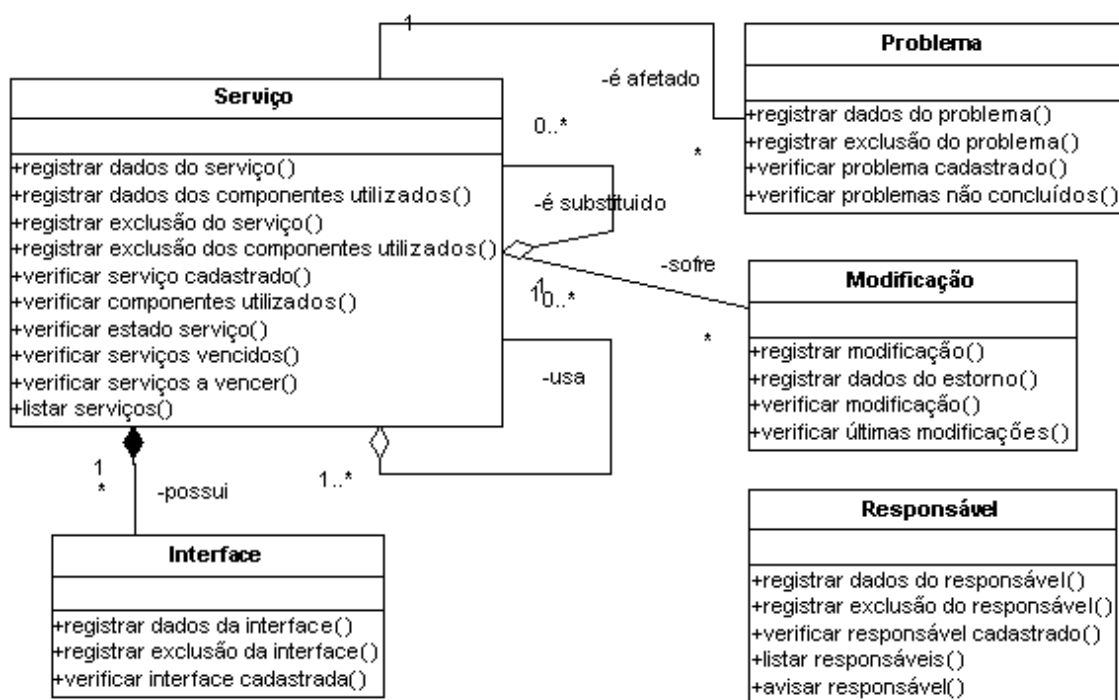 1
Problema
-é afetado
+registrar dados do problema()
+registrar exclusão do problema()
+verificar problema cadastrado()
+verificar problemas não concluídos()
*
Serviço
+registrar dados do serviço()
+registrar dados dos componentes utilizados()
+registrar exclusão do serviço()
+registrar exclusão dos componentes utilizados()
+verificar serviço cadastrado()
+verificar componentes utilizados()
+verificar estado serviço()
+verificar serviços vencidos()
+verificar serviços a vencer()
+listar serviços()
0..*
-é substituido
-sofre
1
1
0..*
*
-usa
1..*
Modificação
+registrar modificação()
+registrar dados do estorno()
+verificar modificação()
+verificar últimas modificações()
1
*
-possui
Interface
+registrar dados da interface()
+registrar exclusão da interface()
+verificar interface cadastrada()
Responsável
+registrar dados do responsável()
+registrar exclusão do responsável()
+verificar responsável cadastrado()
+listar responsáveis()
+avisar responsável()